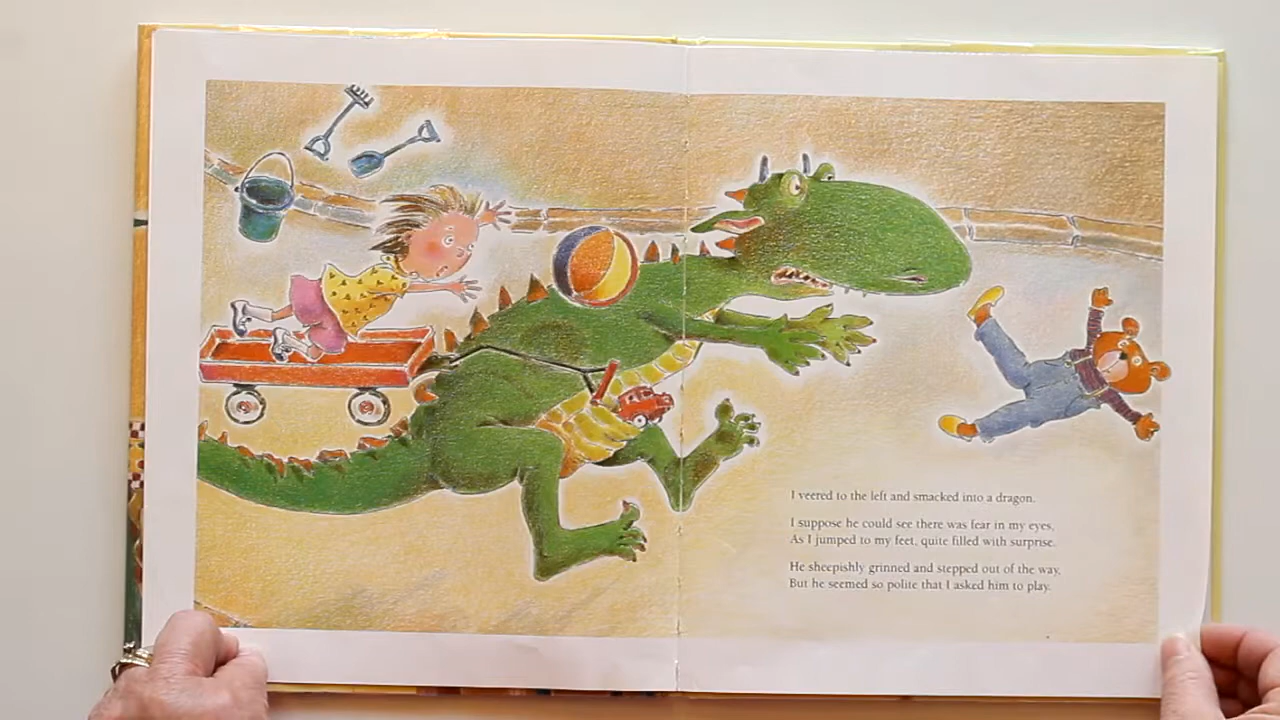 I veered to the left and smacked into a dragon.
I suppose he could see there was fear in my eyes,
As I jumped to my feet, quite filled with surprise.
He sheepishly grinned and stepped out of the way,
But he seemed so polite that I asked him to play.